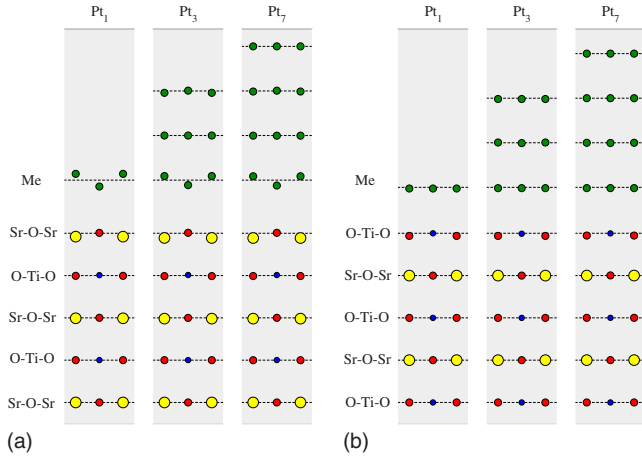 Pt1 Pt3 Pt7
Me
Sr-O-Sr
O-Ti-O
Sr-O-Sr
O-Ti-O
Sr-O-Sr
(a)
Pt1 Pt3 Pt7
Me
O-Ti-O
Sr-O-Sr
O-Ti-O
Sr-O-Sr
O-Ti-O
(b)